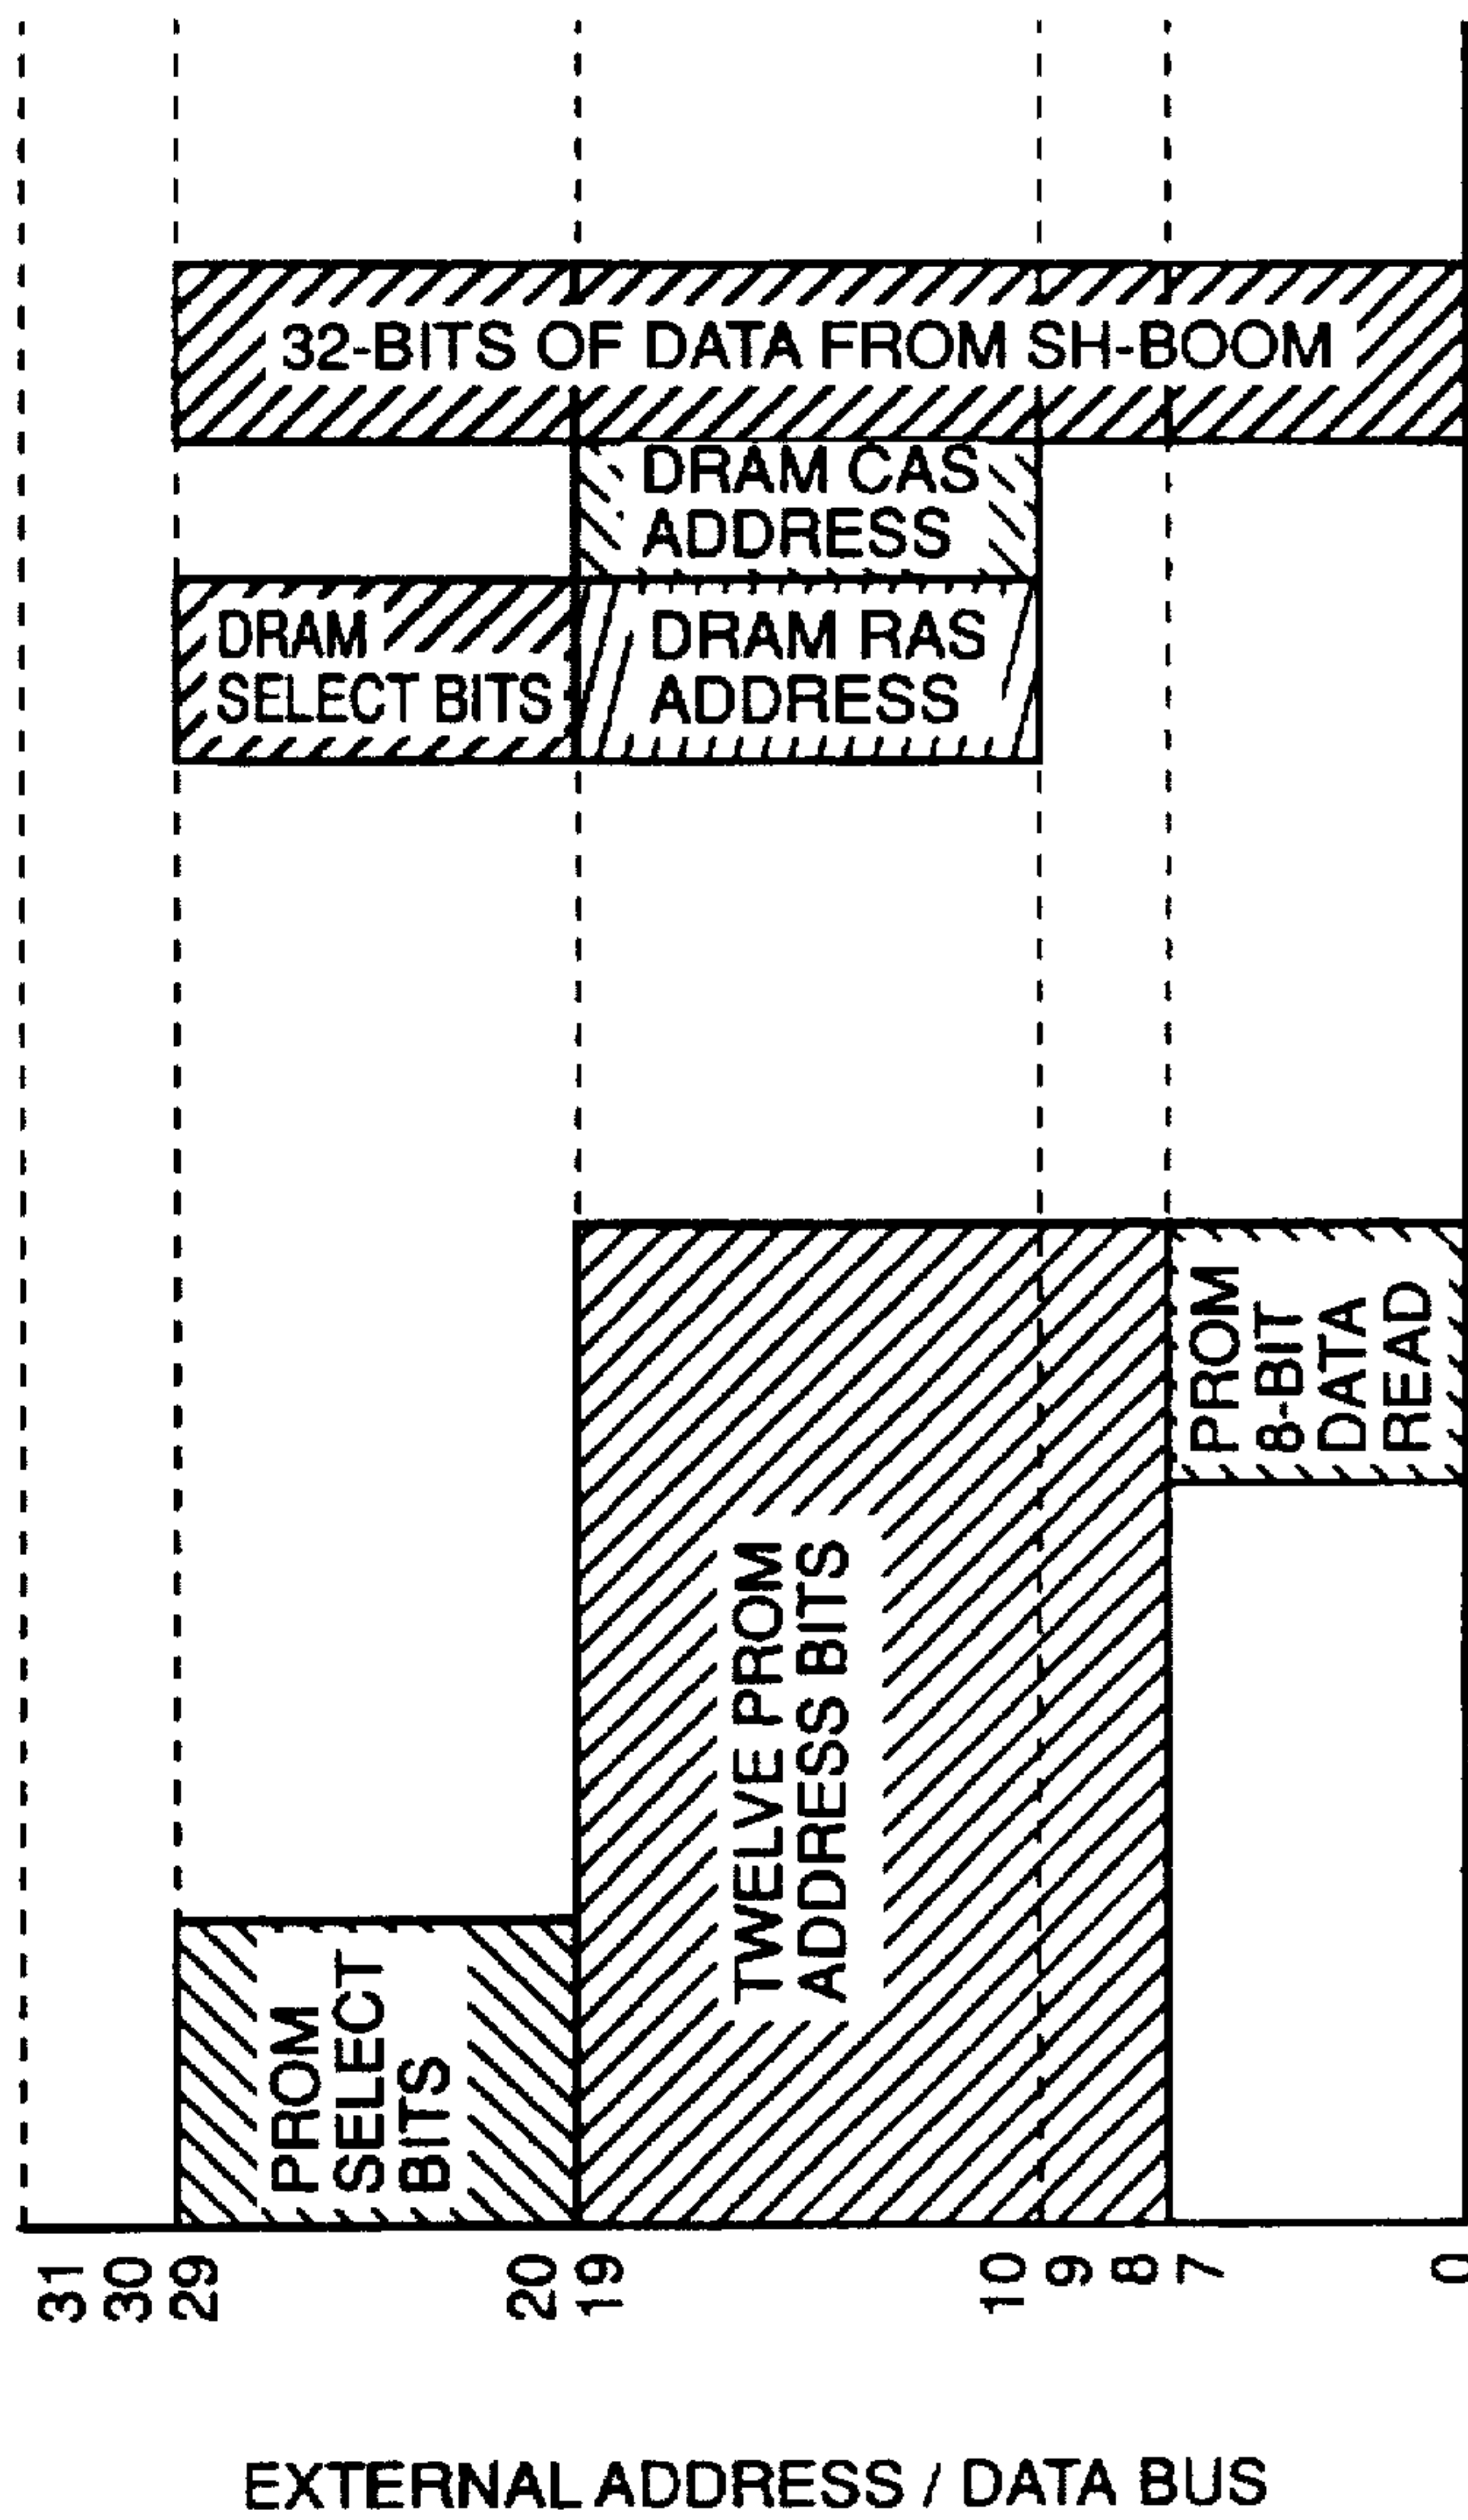 32-BITS OF DATA FROM SH-BOOM
DRAM CAS
ADDRESS
DRAM
SELECT BITS
DRAM RAS
ADDRESS
PROM
8-BIT
DATA
READ
TWELVE PROM
ADDRESS BITS
PROM
SELECT
BITS
31
30
29
20
19
10
9
8
7
0
EXTERNAL ADDRESS / DATA BUS